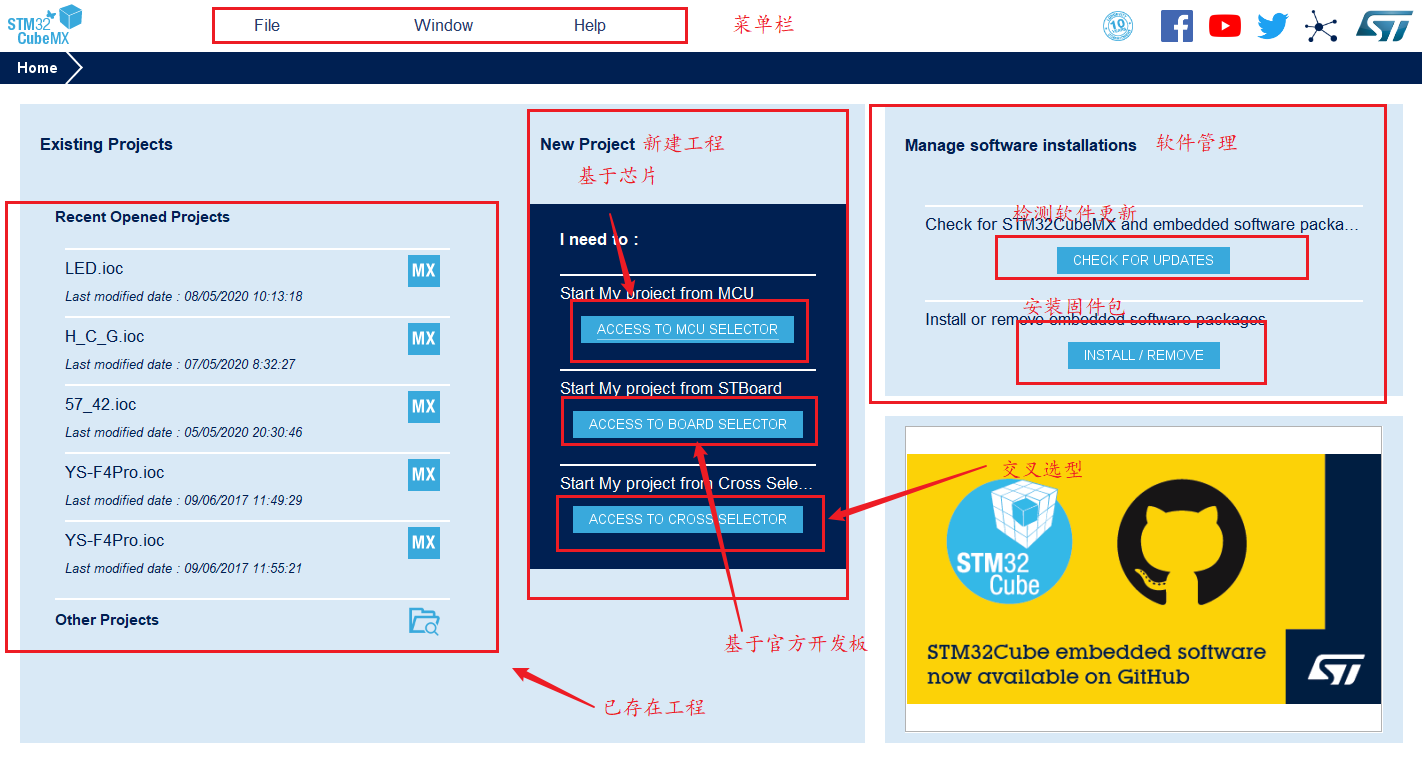 STM32
CubeMX
File Window Help 菜单栏
10
ST
Home
Existing Projects
Recent Opened Projects
LED.ioc
MX
Last modified date : 08/05/2020 10:13:18
H_C_G.ioc
MX
Last modified date : 07/05/2020 8:32:27
57_42.ioc
MX
Last modified date : 05/05/2020 20:30:46
YS-F4Pro.ioc
MX
Last modified date : 09/06/2017 11:49:29
YS-F4Pro.ioc
MX
Last modified date : 09/06/2017 11:55:21
Other Projects
已存在工程
New Project 新建工程
基于芯片
I need to :
Start My project from MCU
ACCESS TO MCU SELECTOR
Start My project from STBoard
ACCESS TO BOARD SELECTOR
Start My project from Cross Sele...
ACCESS TO CROSS SELECTOR
基于官方开发板
交叉选型
Manage software installations 软件管理
检测软件更新
Check for STM32CubeMX and embedded software packa...
CHECK FOR UPDATES
安装固件包
Install or remove embedded software packages
INSTALL / REMOVE
STM32
Cube
STM32Cube embedded software
now available on GitHub
ST